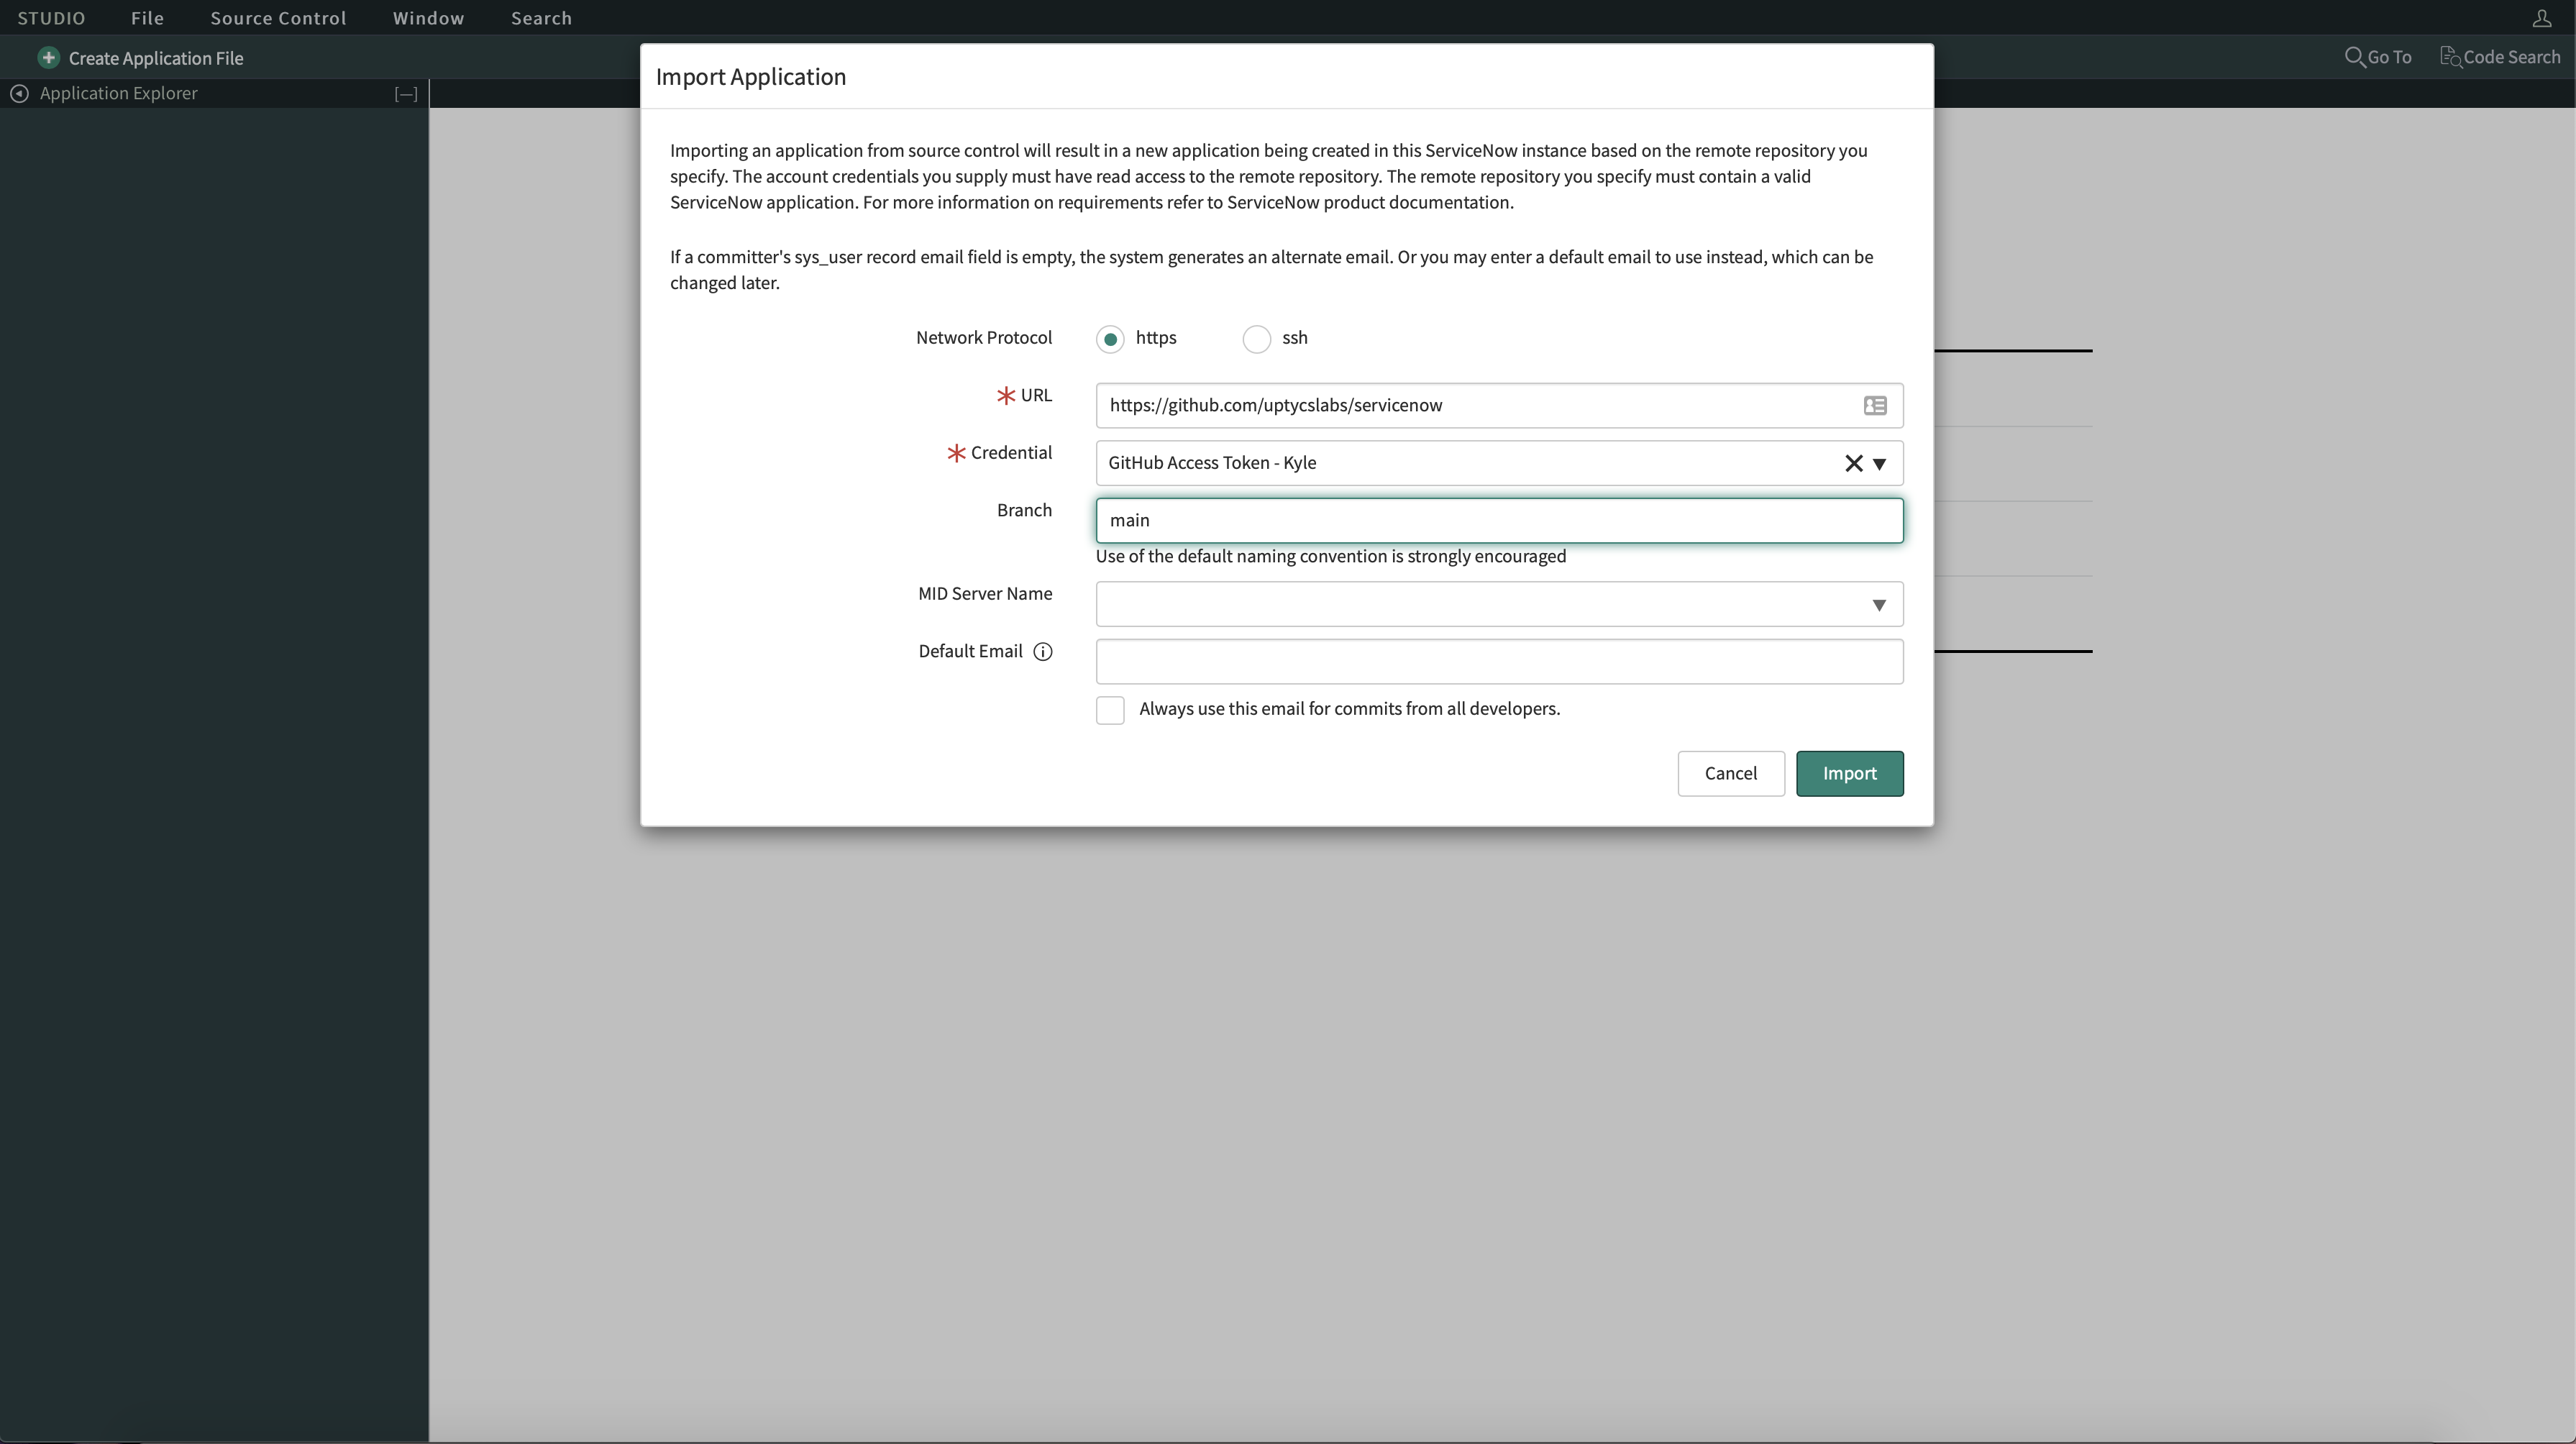 STUDIO File Source Control Window Search
Create Application File
Go To Code Search
Application Explorer [—]
Import Application
Importing an application from source control will result in a new application being created in this ServiceNow instance based on the remote repository you
specify. The account credentials you supply must have read access to the remote repository. The remote repository you specify must contain a valid
ServiceNow application. For more information on requirements refer to ServiceNow product documentation.
If a committer's sys_user record email field is empty, the system generates an alternate email. Or you may enter a default email to use instead, which can be
changed later.
Network Protocol https ssh
URL https://github.com/uptycslabs/servicenow
Credential GitHub Access Token - Kyle
Branch main
Use of the default naming convention is strongly encouraged
MID Server Name
Default Email
Always use this email for commits from all developers.
Cancel Import